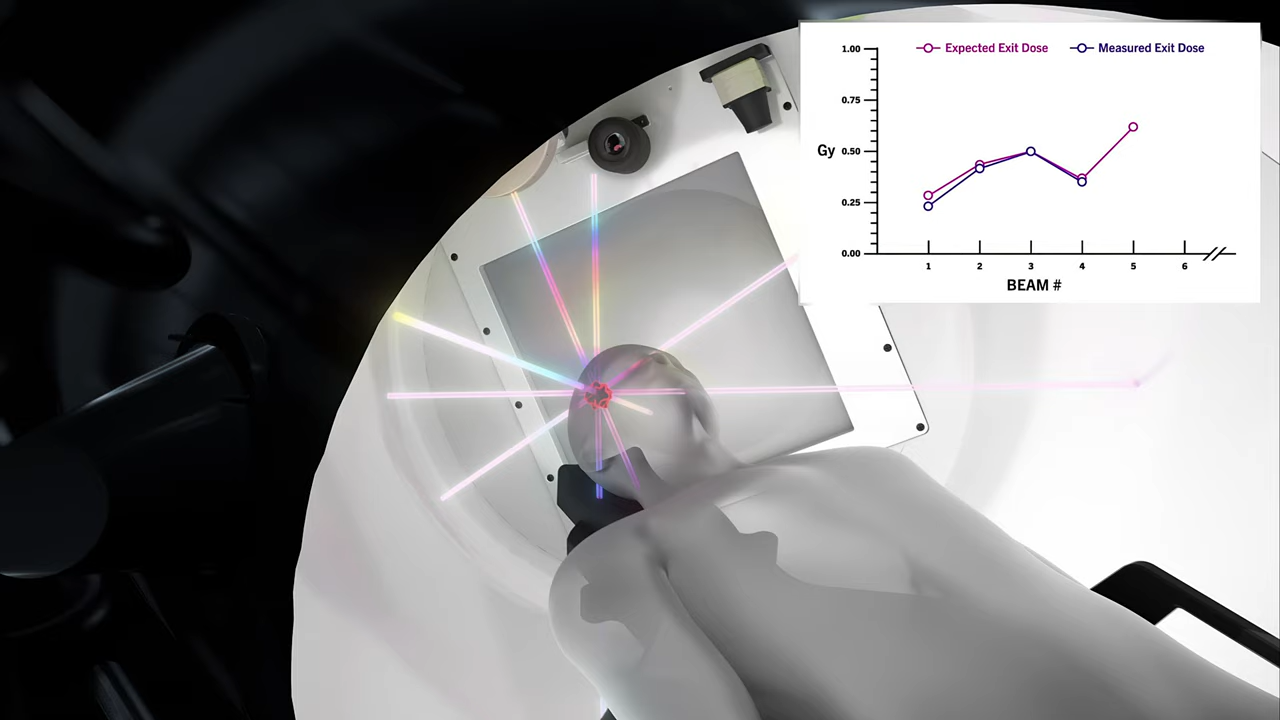 Expected Exit Dose
Measured Exit Dose
1.00
0.75
Gy
0.50
0.25
0.00
1 2 3 4 5 6
BEAM #